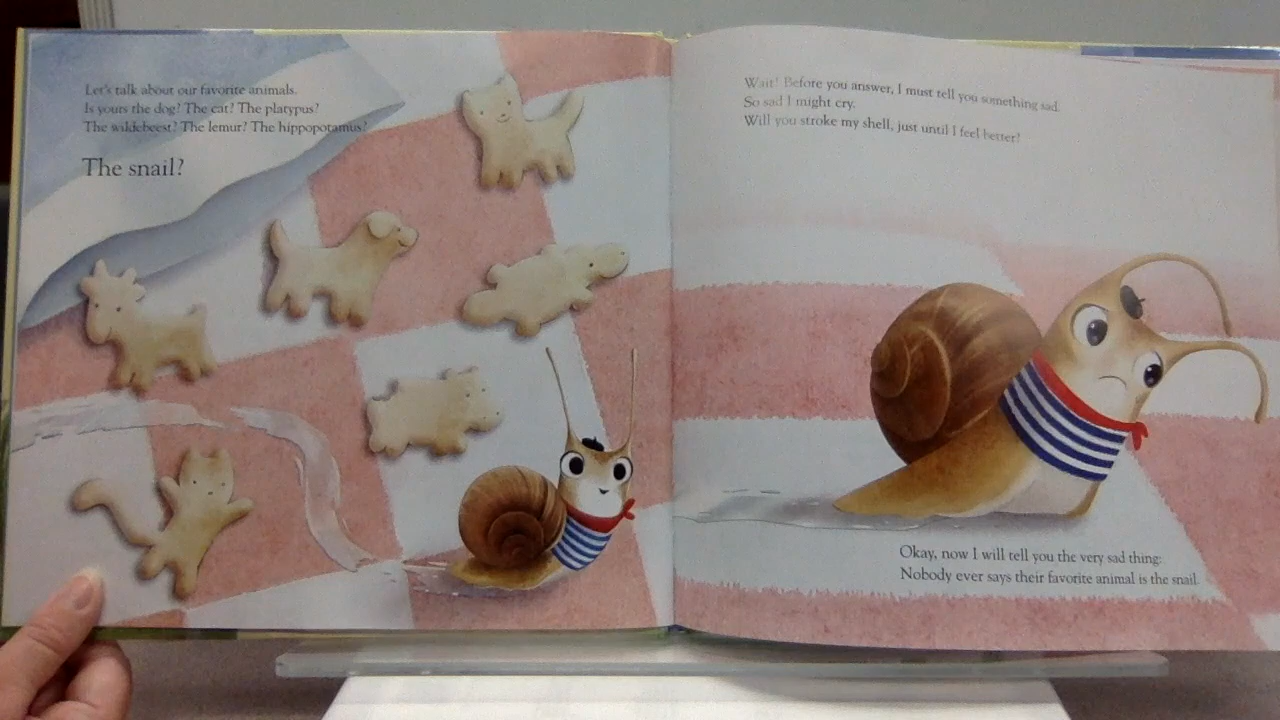 Let's talk about our favorite animals.
Is yours the dog? The cat? The platypus?
The wildebeest? The lemur? The hippopotamus?
The snail?
Wait! Before you answer, I must tell you something sad.
So sad I might cry.
Will you stroke my shell, just until I feel better?
Okay, now I will tell you the very sad thing:
Nobody ever says their favorite animal is the snail.